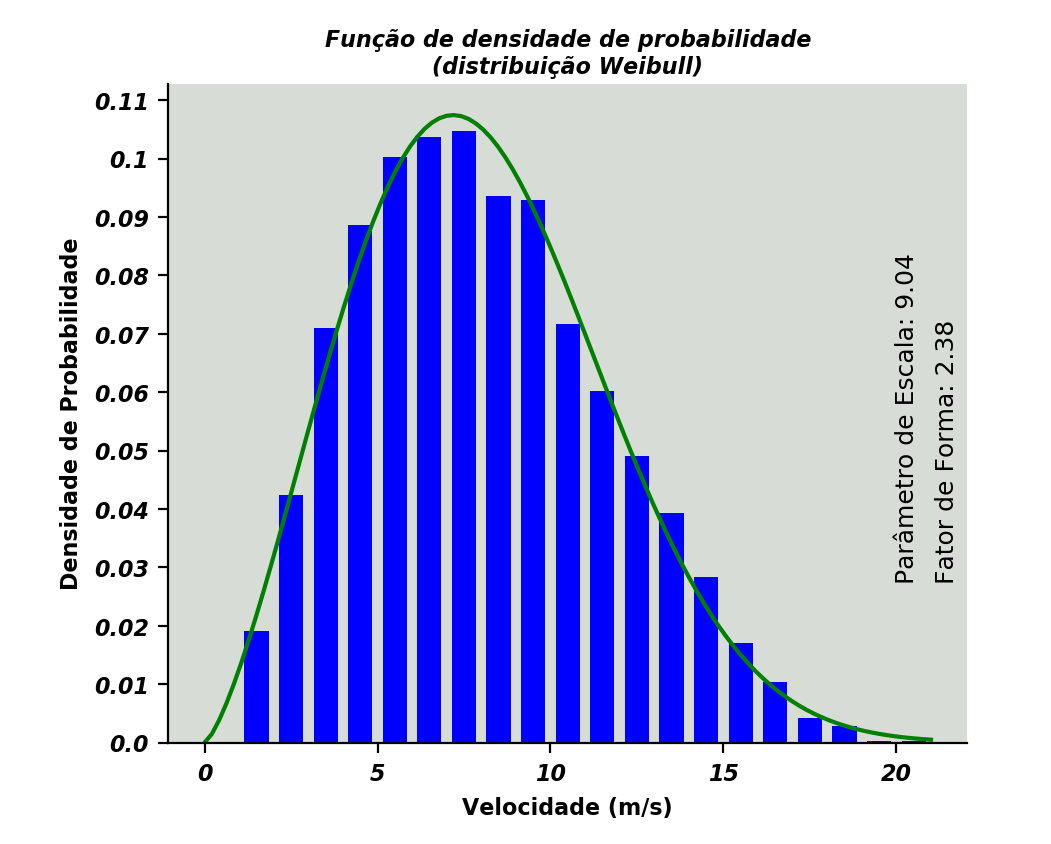 Função de densidade de probabilidade
(distribuição Weibull)
0.11
0.1
0.09
0.08
0.07
0.06
0.05
0.04
0.03
0.02
0.01
0.0
Densidade de Probabilidade
Parâmetro de Escala: 9.04
Fator de Forma: 2.38
0 5 10 15 20
Velocidade (m/s)